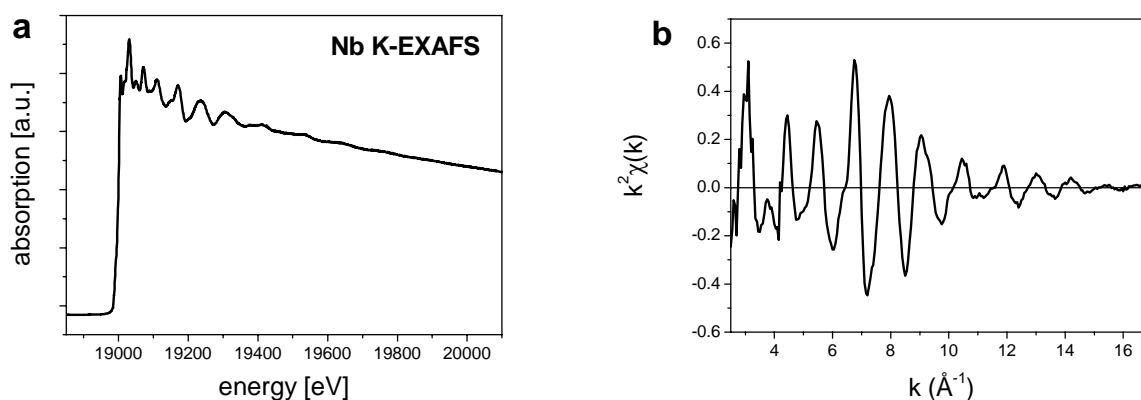 a
Nb K-EXAFS
absorption [a.u.]
19000 19200 19400 19600 19800 20000
energy [eV]
b
0.6
0.4
0.2
0.0
-0.2
-0.4
-0.6
k²χ(k)
4 6 8 10 12 14 16
k (Å⁻¹)